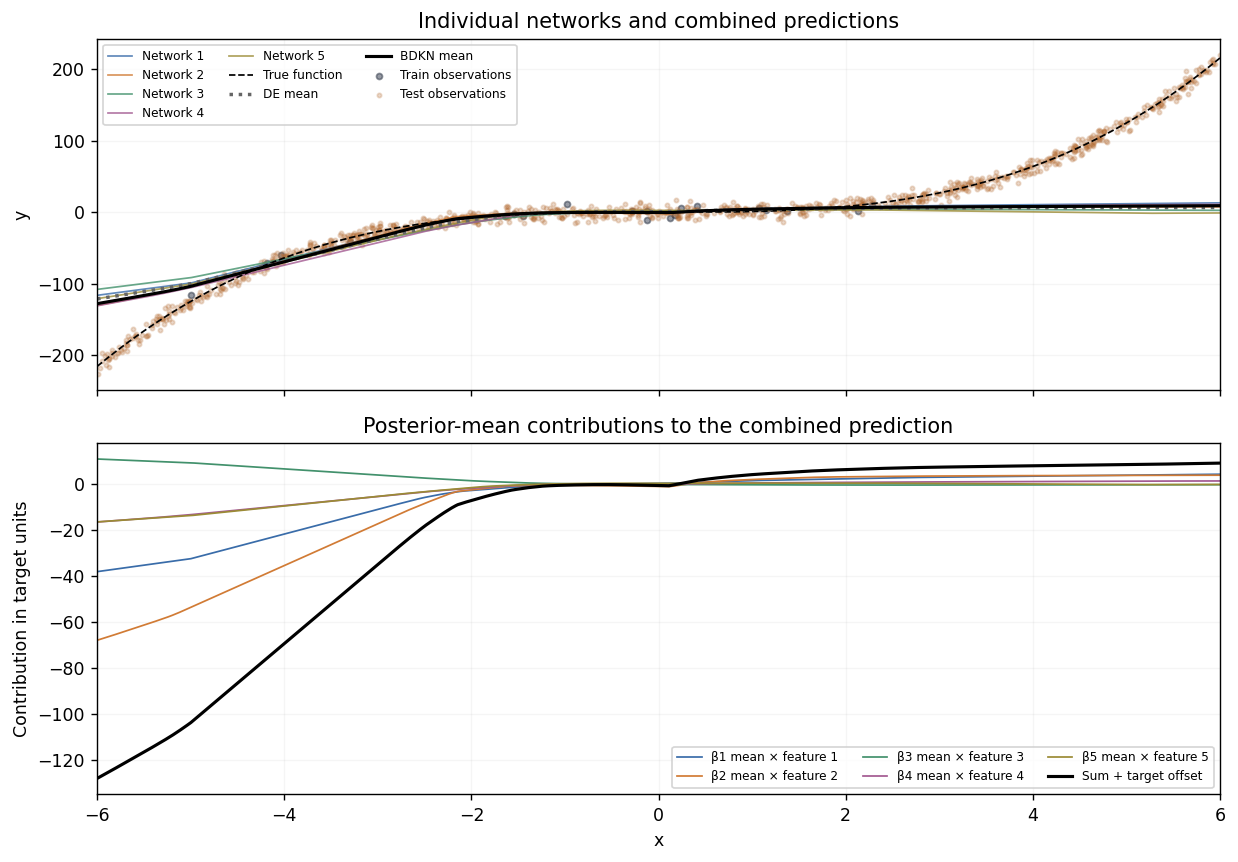 Individual networks and combined predictions
Network 1
Network 2
Network 3
Network 4
Network 5
True function
DE mean
BDKN mean
Train observations
Test observations
y
200
100
0
−100
−200
Posterior-mean contributions to the combined prediction
Contribution in target units
0
−20
−40
−60
−80
−100
−120
β1 mean × feature 1
β2 mean × feature 2
β3 mean × feature 3
β4 mean × feature 4
β5 mean × feature 5
Sum + target offset
−6 −4 −2 0 2 4 6
x